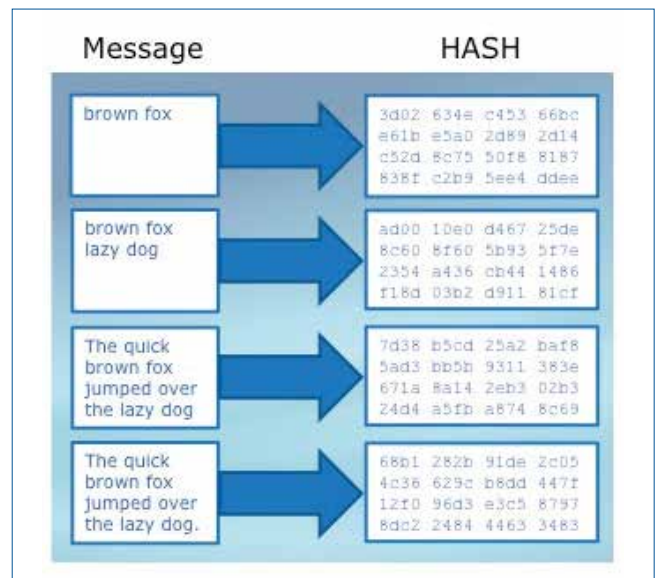 Message HASH
brown fox
3d02 634e c453 66bc
e61b e5a0 2d89 2d14
c52d 8c75 50f8 8187
838f c2b9 5ee4 ddee
brown fox
lazy dog
ad00 10e0 d467 25de
8c60 8f60 5b93 5f7e
2354 a436 cb44 1486
f18d 03b2 d911 81cf
The quick
brown fox
jumped over
the lazy dog
7d38 b5cd 25a2 baf8
5ad3 bb5b 9311 383e
671a 8a14 2eb3 02b3
24d4 a5fb a874 8c69
The quick
brown fox
jumped over
the lazy dog.
68b1 282b 91de 2c05
4c36 629c b8dd 447f
12f0 96d3 e3c5 8797
8dc2 2484 4463 3483